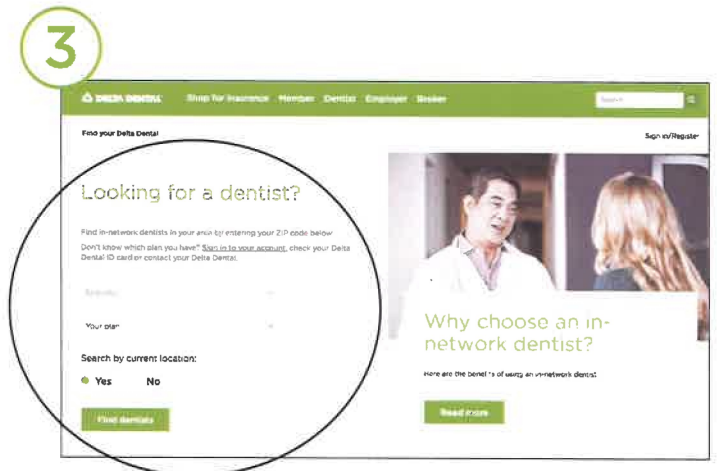 3
DELTA DENTAL Shop for Insurance Member Dentist Employer Broker Search
Find your Delta Dental Sign in/Register
Looking for a dentist?
Find in-network dentists in your area by entering your ZIP code below
Don't know which plan you have? Sign in to your account, check your Delta
Dental ID card or contact your Delta Dental.
Specialty
Your plan
Search by current location:
Yes No
Find dentists
Why choose an in-
network dentist?
Here are the benefits of using an in-network dentist
Read more